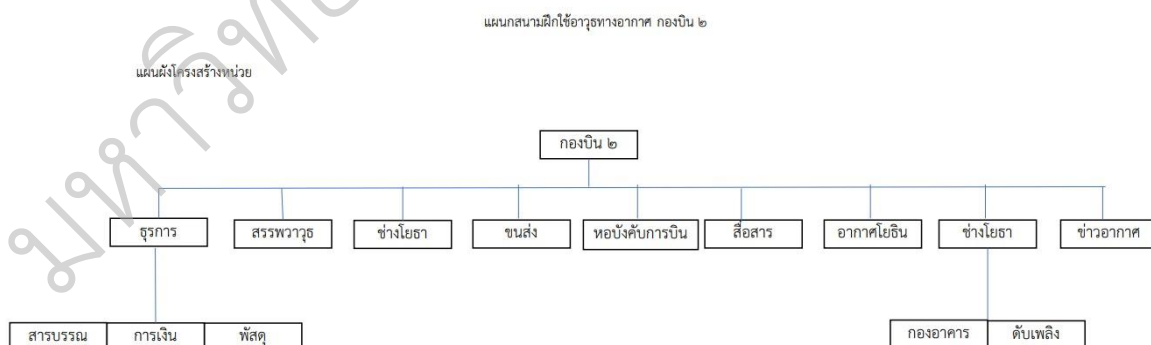 แผนกสนามฝึกใช้อาวุธทางอากาศ กองบิน ๒
แผนผังโครงสร้างหน่วย
กองบิน ๒
ธุรการ สรรพวาวุธ ช่างโยธา ขนส่ง หอบังคับการบิน สื่อสาร อากาศโยธิน ช่างโยธา ข่าวอากาศ
สารบรรณ การเงิน พัสดุ กองอาคาร ดับเพลิง